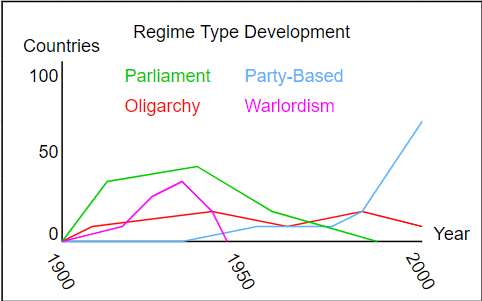 Regime Type Development
Countries
Parliament Party-Based
Oligarchy Warlordism
100
50
0
Year
1900
1950
2000